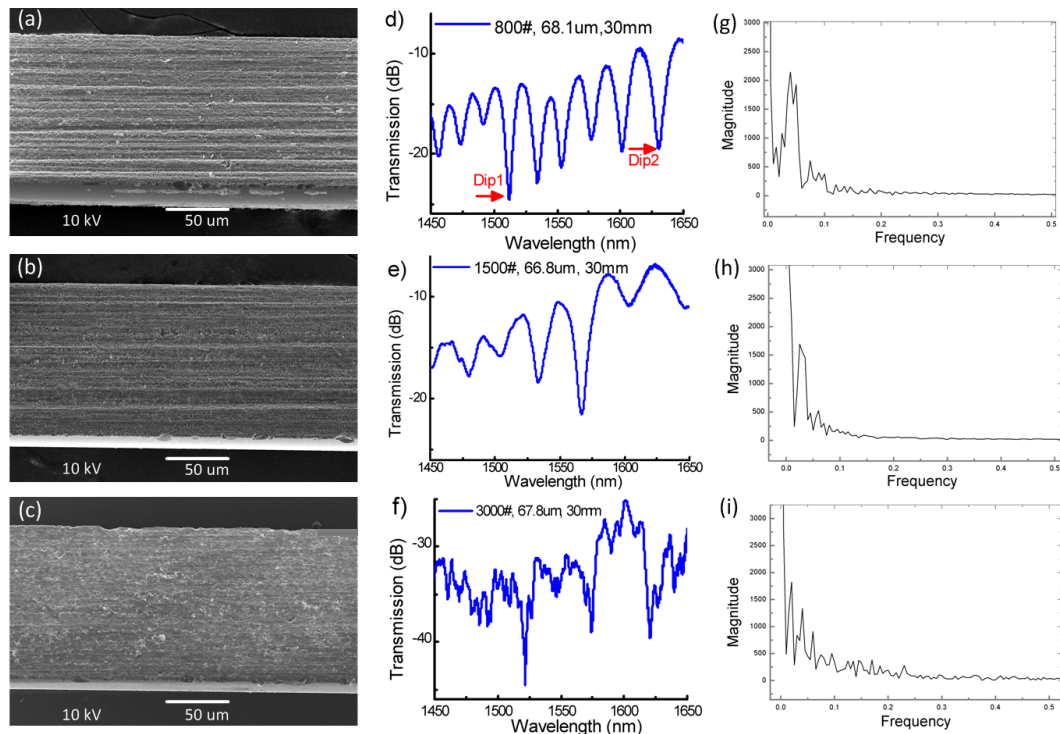 (a)
10 kV 50 um
d)
800#, 68.1um,30mm
Transmission (dB)
-10
-20
Dip1
Dip2
1450 1500 1550 1600 1650
Wavelength (nm)
(g)
Magnitude
3000
2500
2000
1500
1000
500
0
0.0 0.1 0.2 0.3 0.4 0.5
Frequency
(b)
10 kV 50 um
e)
1500#, 66.8um, 30mm
Transmission (dB)
-10
-20
1450 1500 1550 1600 1650
Wavelength (nm)
(h)
Magnitude
3000
2500
2000
1500
1000
500
0
0.0 0.1 0.2 0.3 0.4 0.5
Frequency
(c)
10 kV 50 um
f)
3000#, 67.8um, 30mm
Transmission (dB)
-30
-40
1450 1500 1550 1600 1650
Wavelength (nm)
(i)
Magnitude
3000
2500
2000
1500
1000
500
0
0.0 0.1 0.2 0.3 0.4 0.5
Frequency